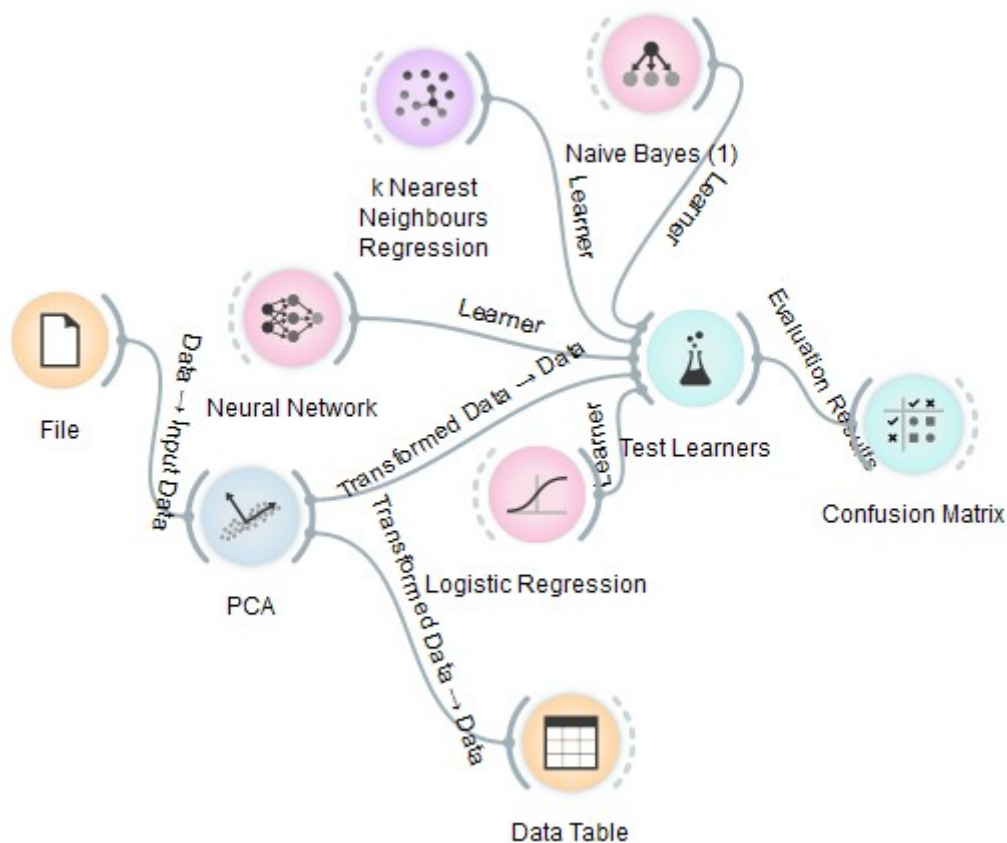 Naive Bayes (1)
k Nearest
Neighbours
Regression
Learner
Learner
Learner
Neural Network
File
Data → Input Data
Transformed Data → Data
Learner
Test Learners
Evaluation Results
Confusion Matrix
PCA
Logistic Regression
Transformed Data → Data
Data Table